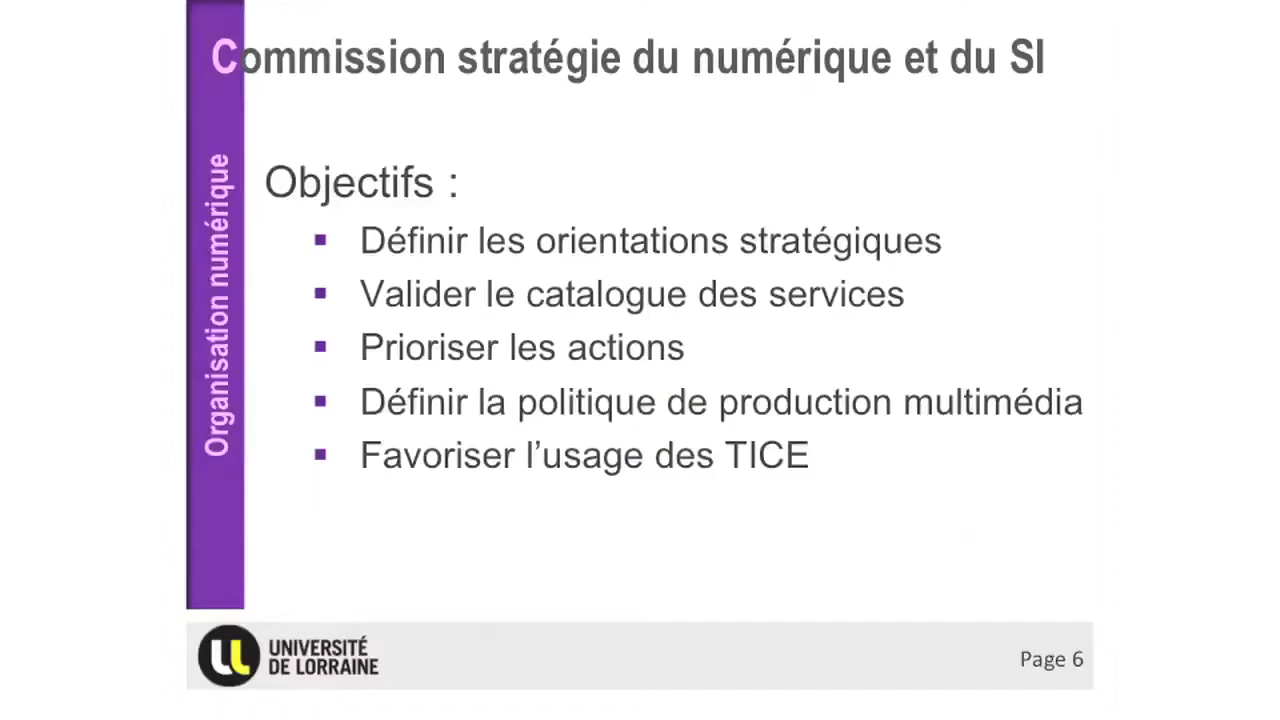 Commission stratégie du numérique et du SI
Organisation numérique
Objectifs :
▪ Définir les orientations stratégiques
▪ Valider le catalogue des services
▪ Prioriser les actions
▪ Définir la politique de production multimédia
▪ Favoriser l’usage des TICE
UNIVERSITÉ
DE LORRAINE
Page 6